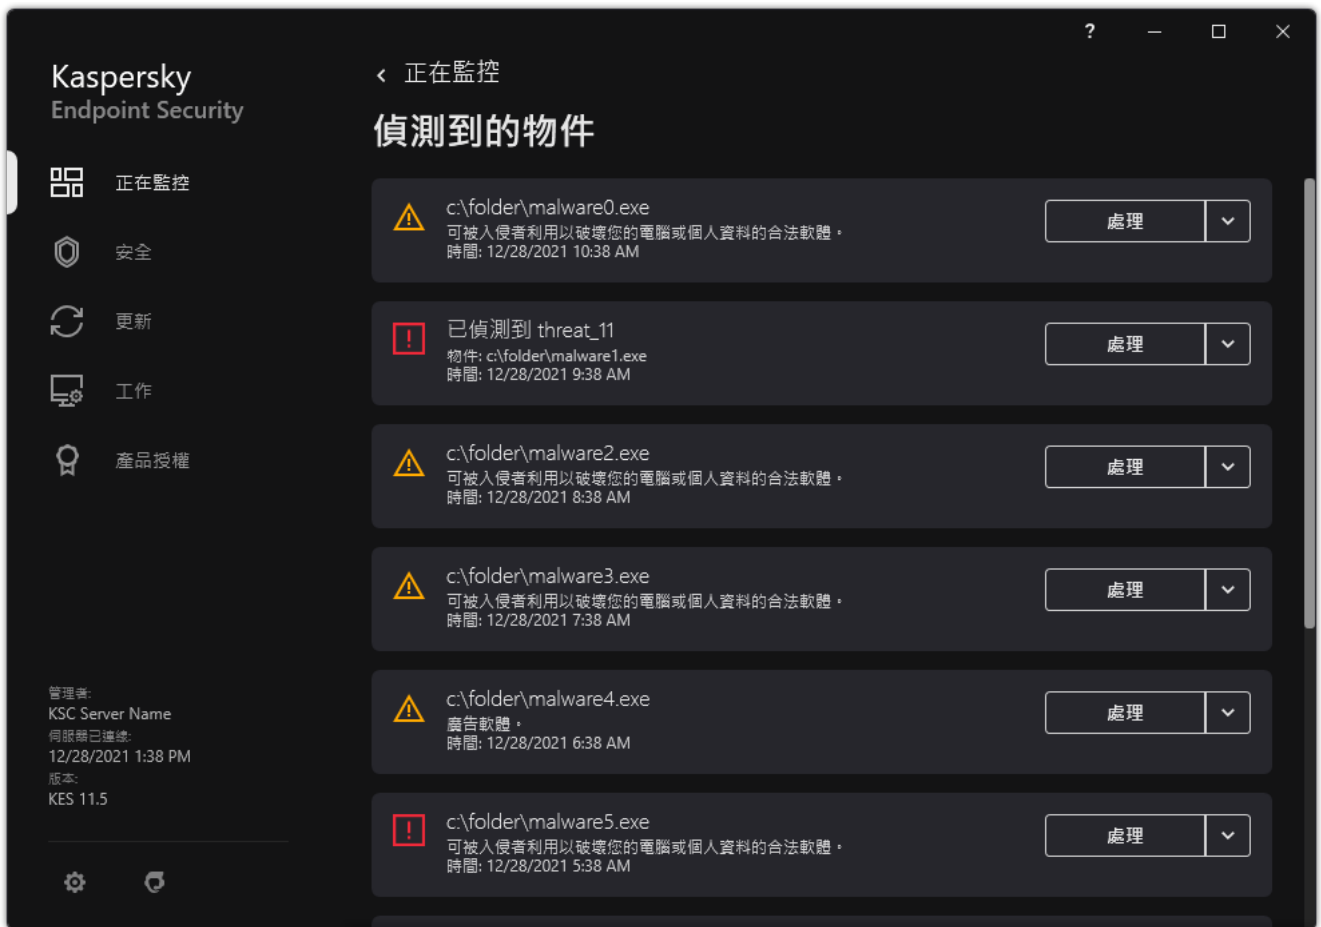 ?
Kaspersky
Endpoint Security
正在監控
安全
更新
工作
產品授權
管理者:
KSC Server Name
伺服器已連線:
12/28/2021 1:38 PM
版本:
KES 11.5
正在監控
偵測到的物件
c:\folder\malware0.exe
可被入侵者利用以破壞您的電腦或個人資料的合法軟體。
時間: 12/28/2021 10:38 AM
處理
已偵測到 threat_11
物件: c:\folder\malware1.exe
時間: 12/28/2021 9:38 AM
處理
c:\folder\malware2.exe
可被入侵者利用以破壞您的電腦或個人資料的合法軟體。
時間: 12/28/2021 8:38 AM
處理
c:\folder\malware3.exe
可被入侵者利用以破壞您的電腦或個人資料的合法軟體。
時間: 12/28/2021 7:38 AM
處理
c:\folder\malware4.exe
廣告軟體。
時間: 12/28/2021 6:38 AM
處理
c:\folder\malware5.exe
可被入侵者利用以破壞您的電腦或個人資料的合法軟體。
時間: 12/28/2021 5:38 AM
處理